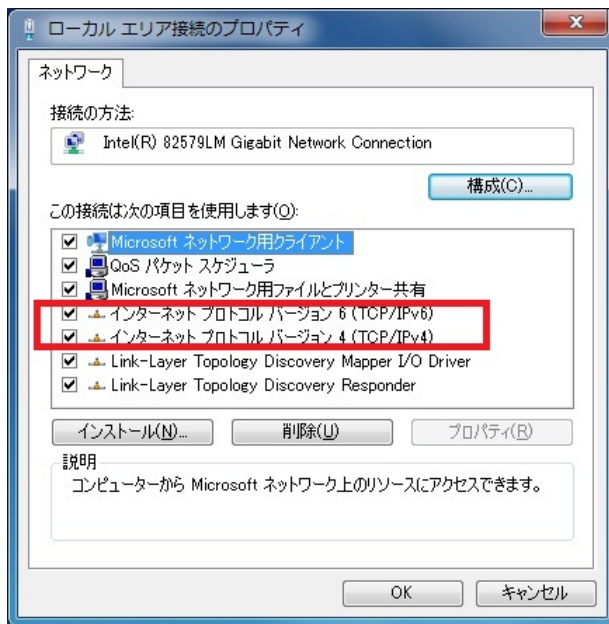 ローカル エリア接続のプロパティ
ネットワーク
接続の方法:
Intel(R) 82579LM Gigabit Network Connection
構成(C)...
この接続は次の項目を使用します(O):
Microsoft ネットワーク用クライアント
QoS パケット スケジューラ
Microsoft ネットワーク用ファイルとプリンター共有
インターネット プロトコル バージョン 6 (TCP/IPv6)
インターネット プロトコル バージョン 4 (TCP/IPv4)
Link-Layer Topology Discovery Mapper I/O Driver
Link-Layer Topology Discovery Responder
インストール(N)... 削除(U) プロパティ(R)
説明
コンピューターから Microsoft ネットワーク上のリソースにアクセスできます。
OK キャンセル